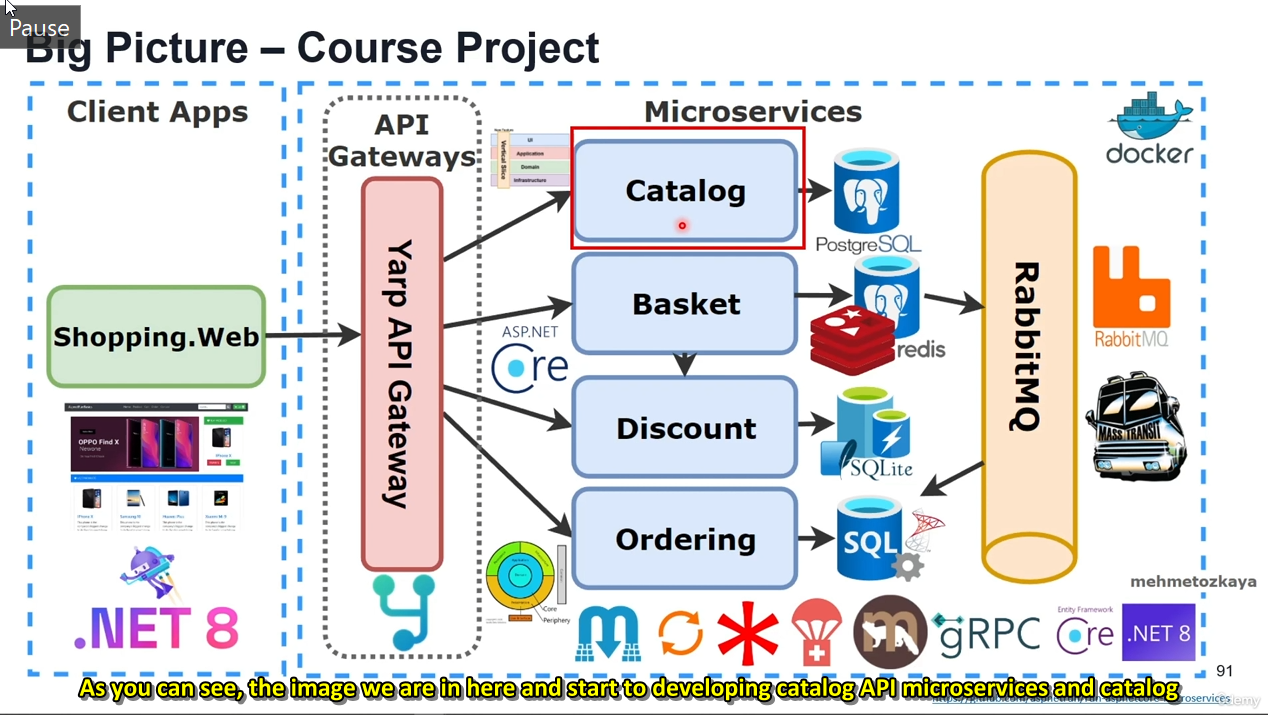 Pause
Big Picture – Course Project
Client Apps
API
Gateways
Microservices
docker
UI
Application
Domain
Infrastructure
Vertical Slice
Catalog
PostgreSQL
Yarp API Gateway
Shopping.Web
Basket
redis
ASP.NET
Core
RabbitMQ
RabbitMQ
OPPO Find X
Discount
SQLite
MASS TRANSIT
Ordering
SQL
mehmetozkaya
Core
Periphery
.NET 8
gRPC
Entity Framework
Core
.NET 8
91
As you can see, the image we are in here and start to developing catalog API microservices and catalog
Udemy